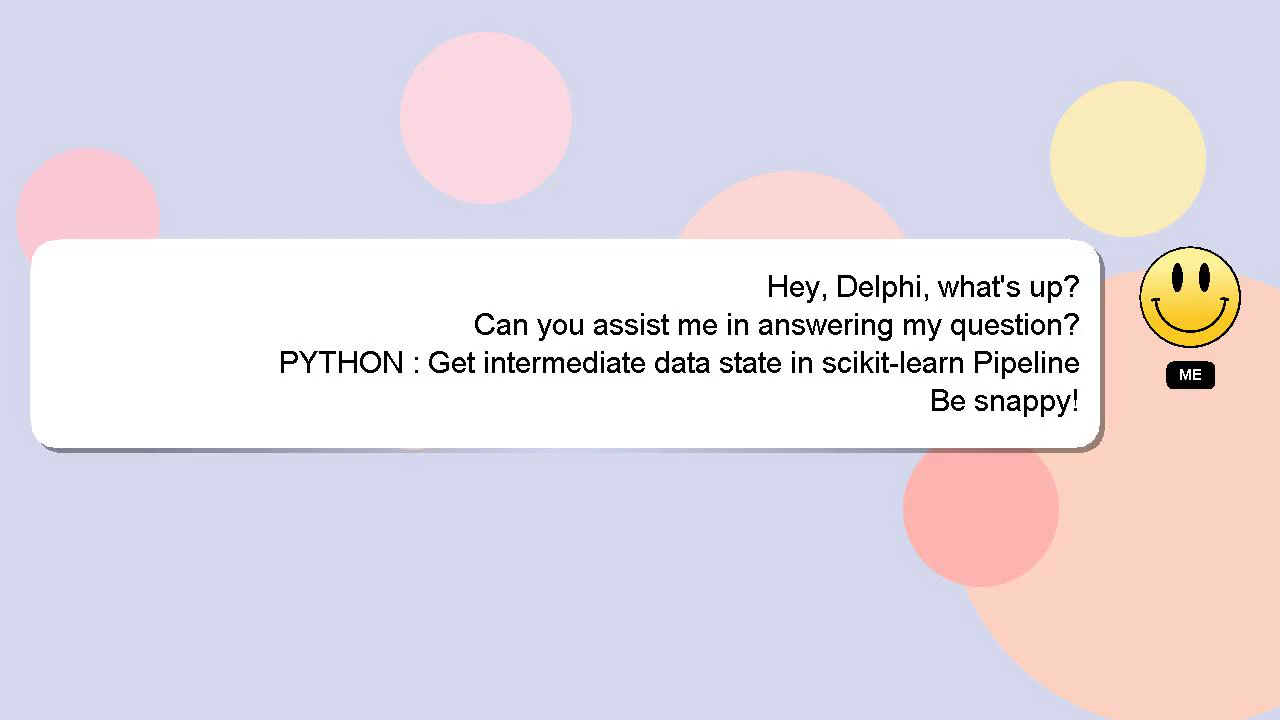 Hey, Delphi, what's up?
Can you assist me in answering my question?
PYTHON : Get intermediate data state in scikit-learn Pipeline
Be snappy!
ME